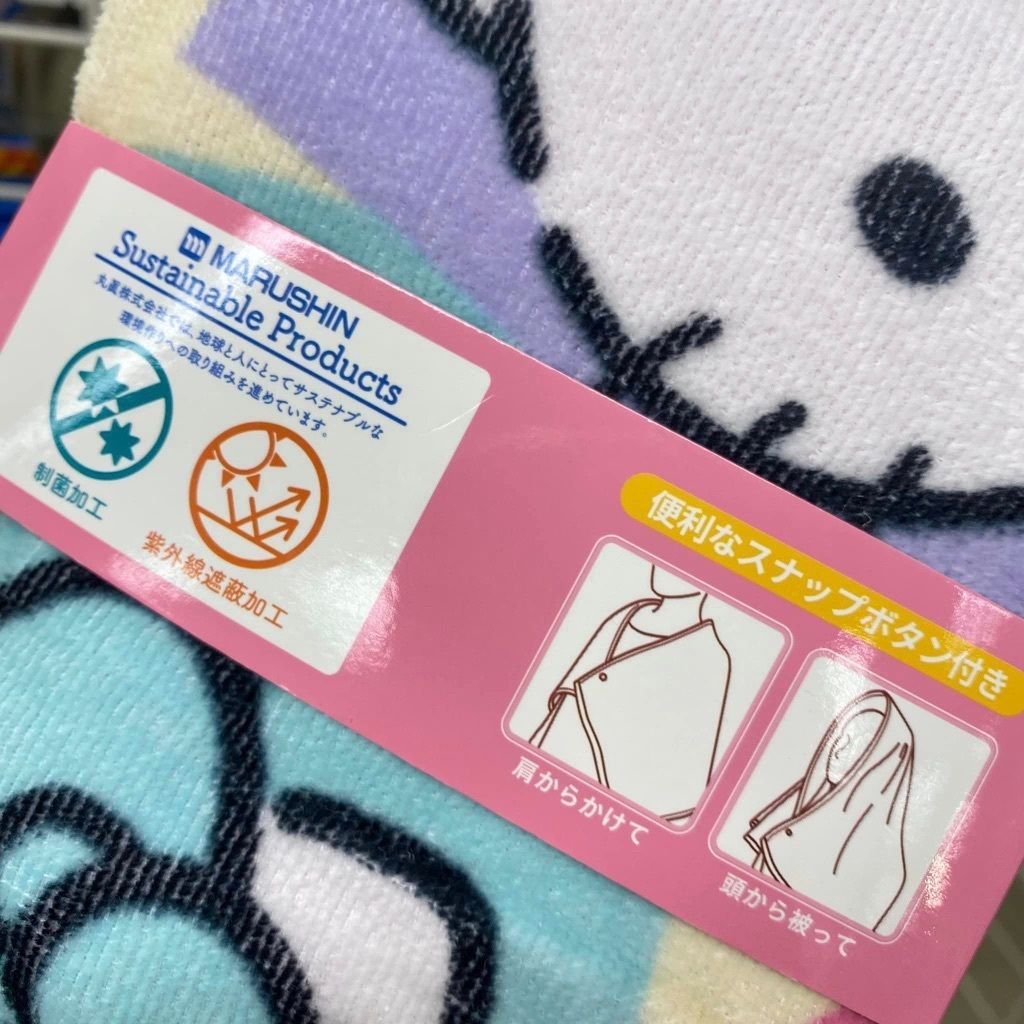 m MARUSHIN
Sustainable Products
丸眞株式会社では、地球と人にとってサステナブルな
環境作りへの取り組みを進めています。
制菌加工
紫外線遮蔽加工
便利なスナップボタン付き
肩からかけて
頭から被って